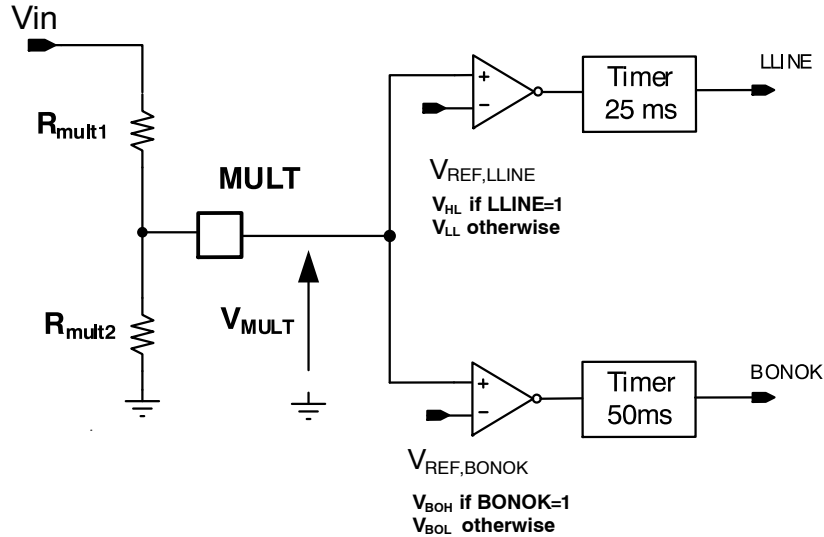 Vin
Rmult1
Rmult2
MULT
VMULT
+
−
VREF,LLINE
VHL if LLINE=1
VLL otherwise
Timer
25 ms
LLINE
+
−
VREF,BONOK
VBOH if BONOK=1
VBOL otherwise
Timer
50ms
BONOK